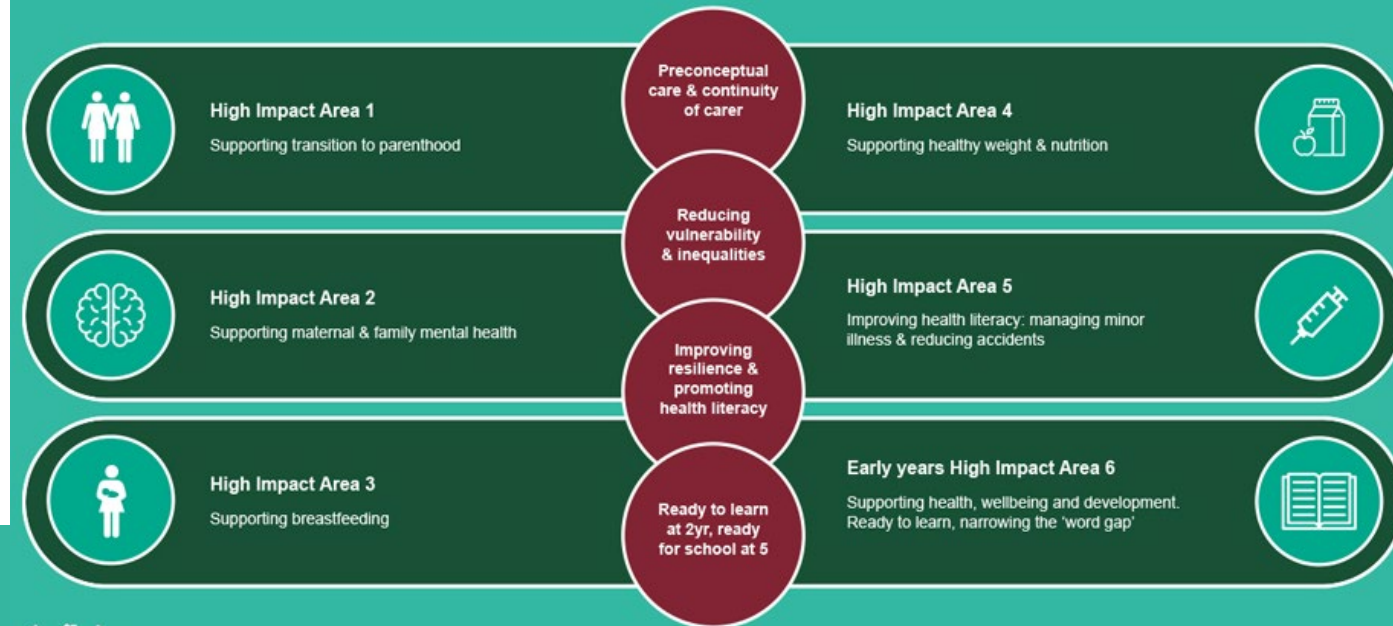 High Impact Area 1
Supporting transition to parenthood
High Impact Area 2
Supporting maternal & family mental health
High Impact Area 3
Supporting breastfeeding
Preconceptual
care & continuity
of carer
Reducing
vulnerability
& inequalities
Improving
resilience &
promoting
health literacy
Ready to learn
at 2yr, ready
for school at 5
High Impact Area 4
Supporting healthy weight & nutrition
High Impact Area 5
Improving health literacy: managing minor
illness & reducing accidents
Early years High Impact Area 6
Supporting health, wellbeing and development.
Ready to learn, narrowing the 'word gap'